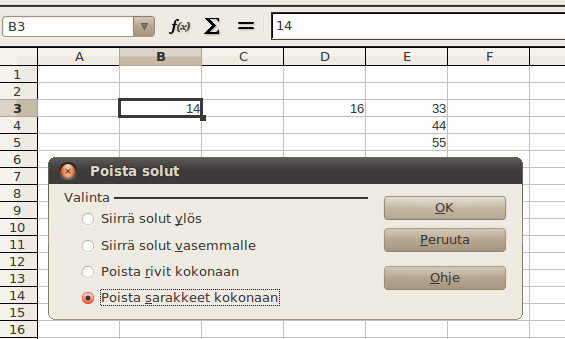 B3 f(x) Σ = 14
A B C D E F
1
2
3 14 16 33
4 44
5 55
6
7
8
9
10
11
12
13
14
15
16
Poista solut
Valinta
Siirrä solut ylös
Siirrä solut vasemmalle
Poista rivit kokonaan
Poista sarakkeet kokonaan
OK
Peruuta
Ohje